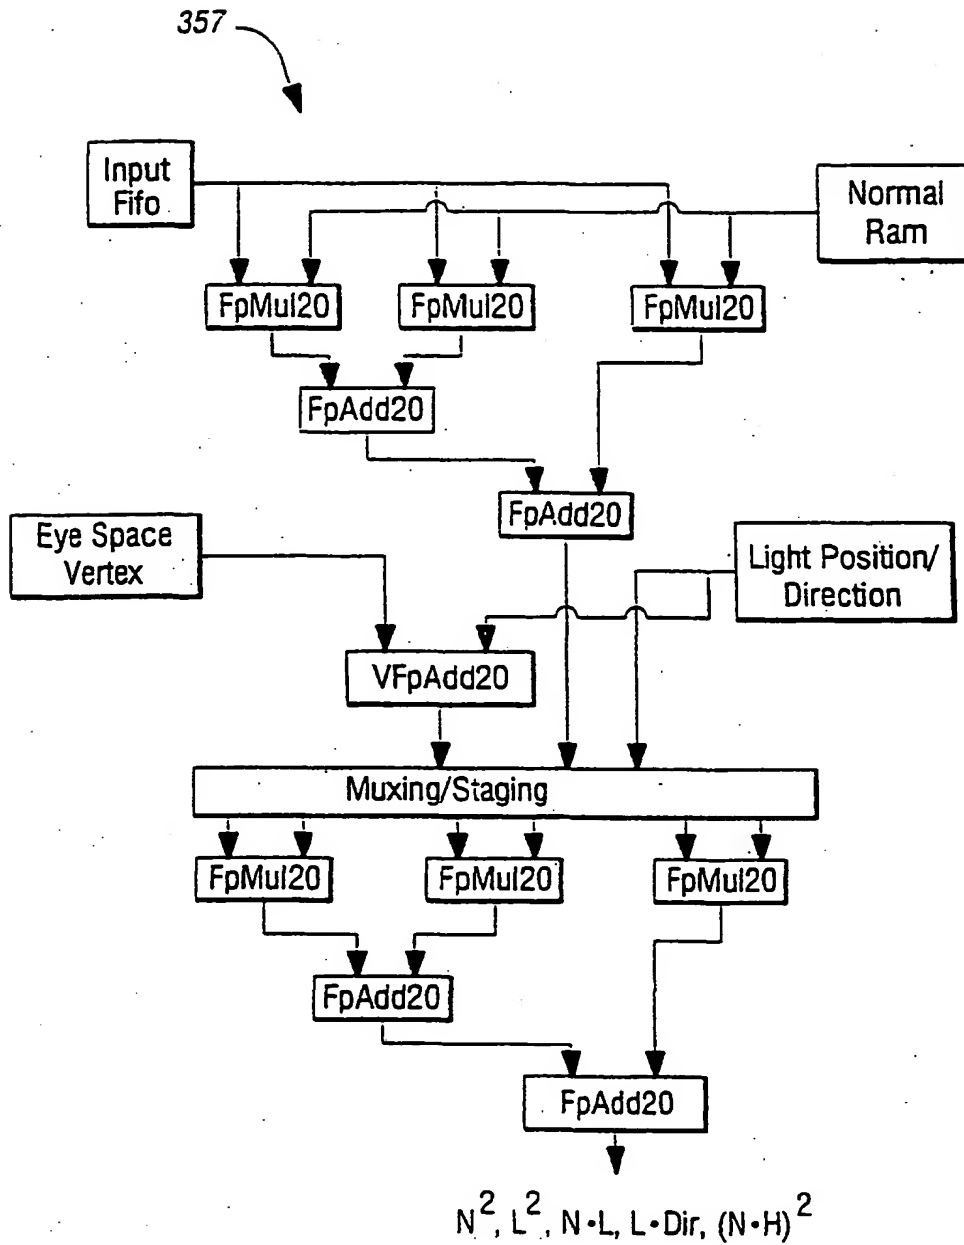 357
Input
Fifo
Normal
Ram
FpMul20
FpMul20
FpMul20
FpAdd20
FpAdd20
Eye Space
Vertex
Light Position/
Direction
VFpAdd20
Muxing/Staging
FpMul20
FpMul20
FpMul20
FpAdd20
FpAdd20
N², L², N•L, L•Dir, (N•H)²